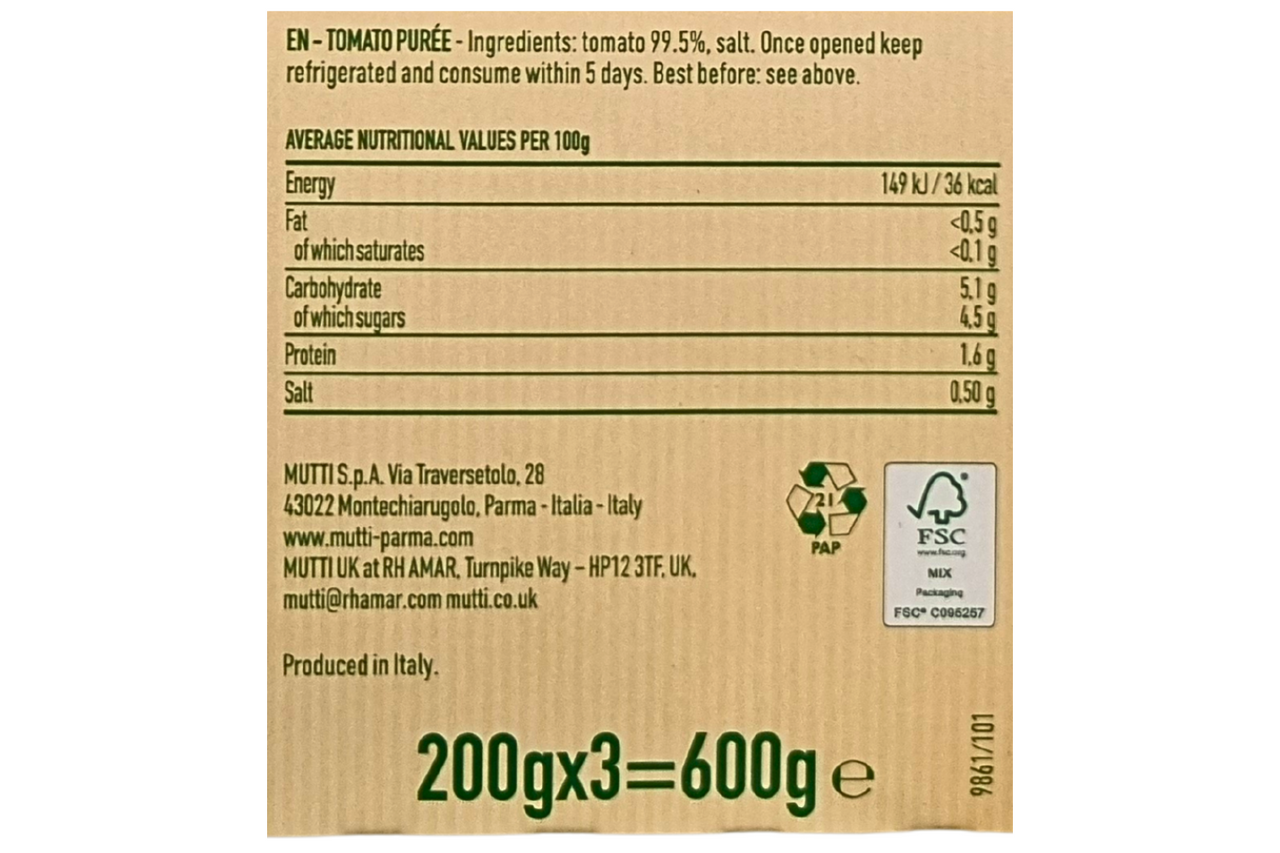 EN - TOMATO PURÉE - Ingredients: tomato 99.5%, salt. Once opened keep
refrigerated and consume within 5 days. Best before: see above.
AVERAGE NUTRITIONAL VALUES PER 100g
Energy 149 kJ / 36 kcal
Fat <0,5 g
of which saturates <0,1 g
Carbohydrate 5,1 g
of which sugars 4,5 g
Protein 1,6 g
Salt 0,50 g
MUTTI S.p.A. Via Traversetolo, 28
43022 Montechiarugolo, Parma - Italia - Italy
www.mutti-parma.com
MUTTI UK at RH AMAR, Turnpike Way – HP12 3TF, UK,
mutti@rhamar.com mutti.co.uk
21
PAP
FSC
www.fsc.org
MIX
Packaging
FSC® C095257
Produced in Italy.
200gx3=600g ℮
9861/101